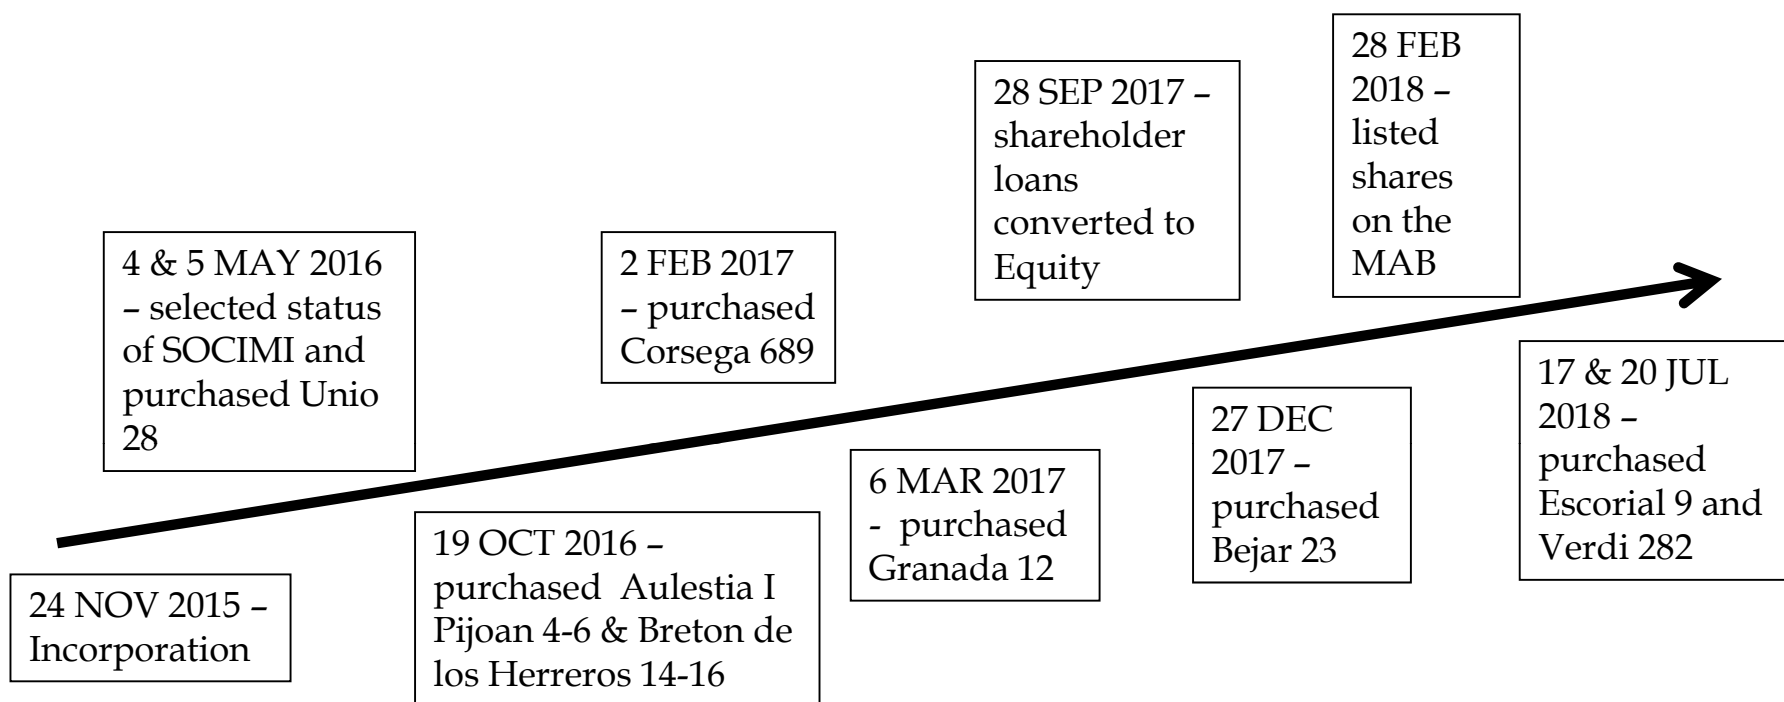 24 NOV 2015 –
Incorporation
4 & 5 MAY 2016
– selected status
of SOCIMI and
purchased Unio
28
19 OCT 2016 –
purchased Aulestia I
Pijoan 4-6 & Breton de
los Herreros 14-16
2 FEB 2017
– purchased
Corsega 689
6 MAR 2017
- purchased
Granada 12
28 SEP 2017 –
shareholder
loans
converted to
Equity
27 DEC
2017 –
purchased
Bejar 23
28 FEB
2018 –
listed
shares
on the
MAB
17 & 20 JUL
2018 –
purchased
Escorial 9 and
Verdi 282